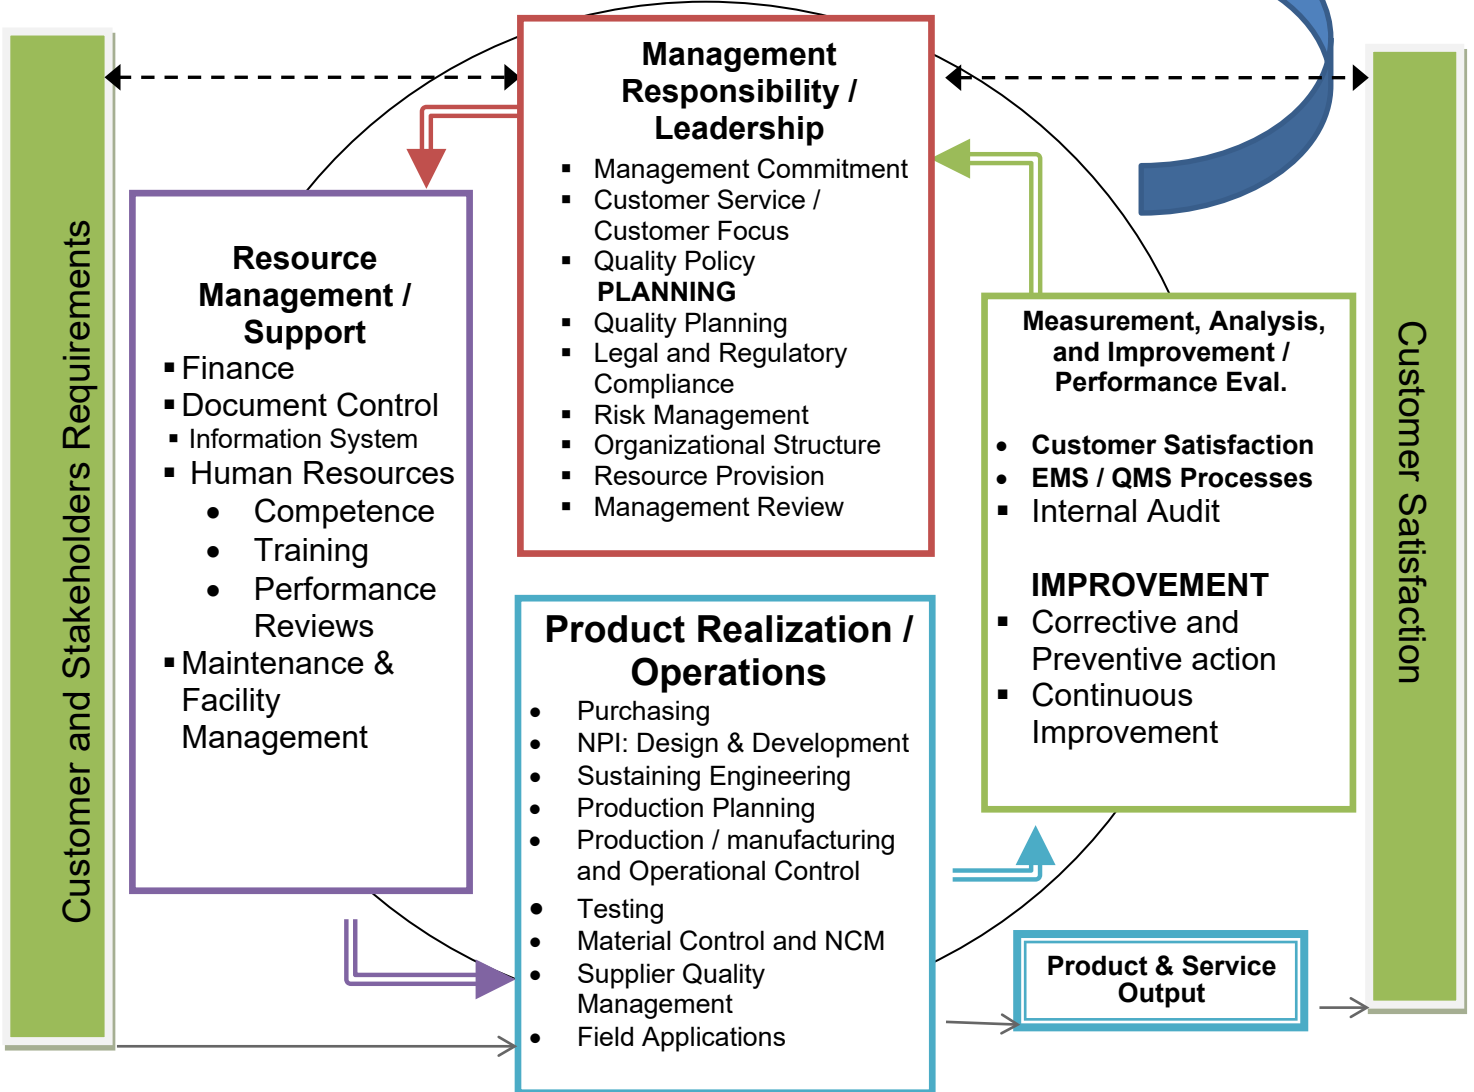 Customer and Stakeholders Requirements
Management
Responsibility /
Leadership
▪ Management Commitment
▪ Customer Service /
Customer Focus
▪ Quality Policy
PLANNING
▪ Quality Planning
▪ Legal and Regulatory
Compliance
▪ Risk Management
▪ Organizational Structure
▪ Resource Provision
▪ Management Review
Resource
Management /
Support
▪ Finance
▪ Document Control
▪ Information System
▪ Human Resources
• Competence
• Training
• Performance
Reviews
▪ Maintenance &
Facility
Management
Product Realization /
Operations
• Purchasing
• NPI: Design & Development
• Sustaining Engineering
• Production Planning
• Production / manufacturing
and Operational Control
• Testing
• Material Control and NCM
• Supplier Quality
Management
• Field Applications
Measurement, Analysis,
and Improvement /
Performance Eval.
• Customer Satisfaction
• EMS / QMS Processes
▪ Internal Audit
IMPROVEMENT
▪ Corrective and
Preventive action
▪ Continuous
Improvement
Product & Service
Output
Customer Satisfaction